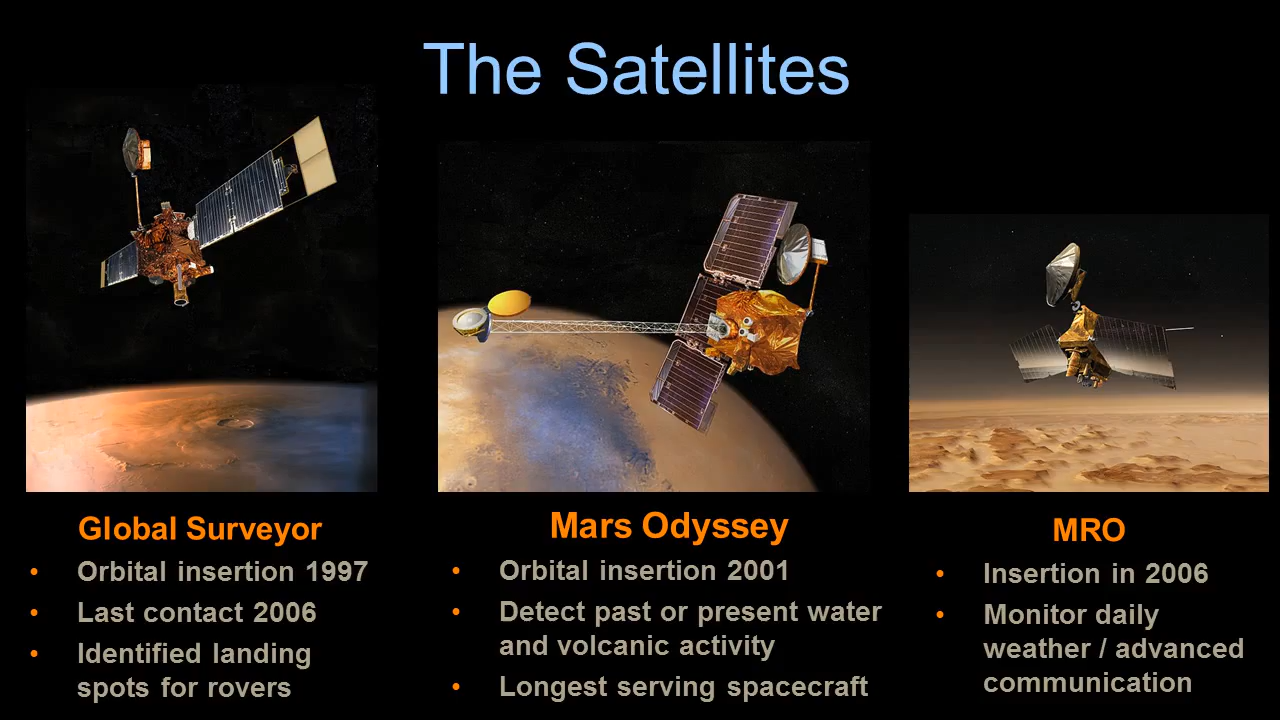 The Satellites
Global Surveyor
• Orbital insertion 1997
• Last contact 2006
• Identified landing
spots for rovers
Mars Odyssey
• Orbital insertion 2001
• Detect past or present water
and volcanic activity
• Longest serving spacecraft
MRO
• Insertion in 2006
• Monitor daily
weather / advanced
communication